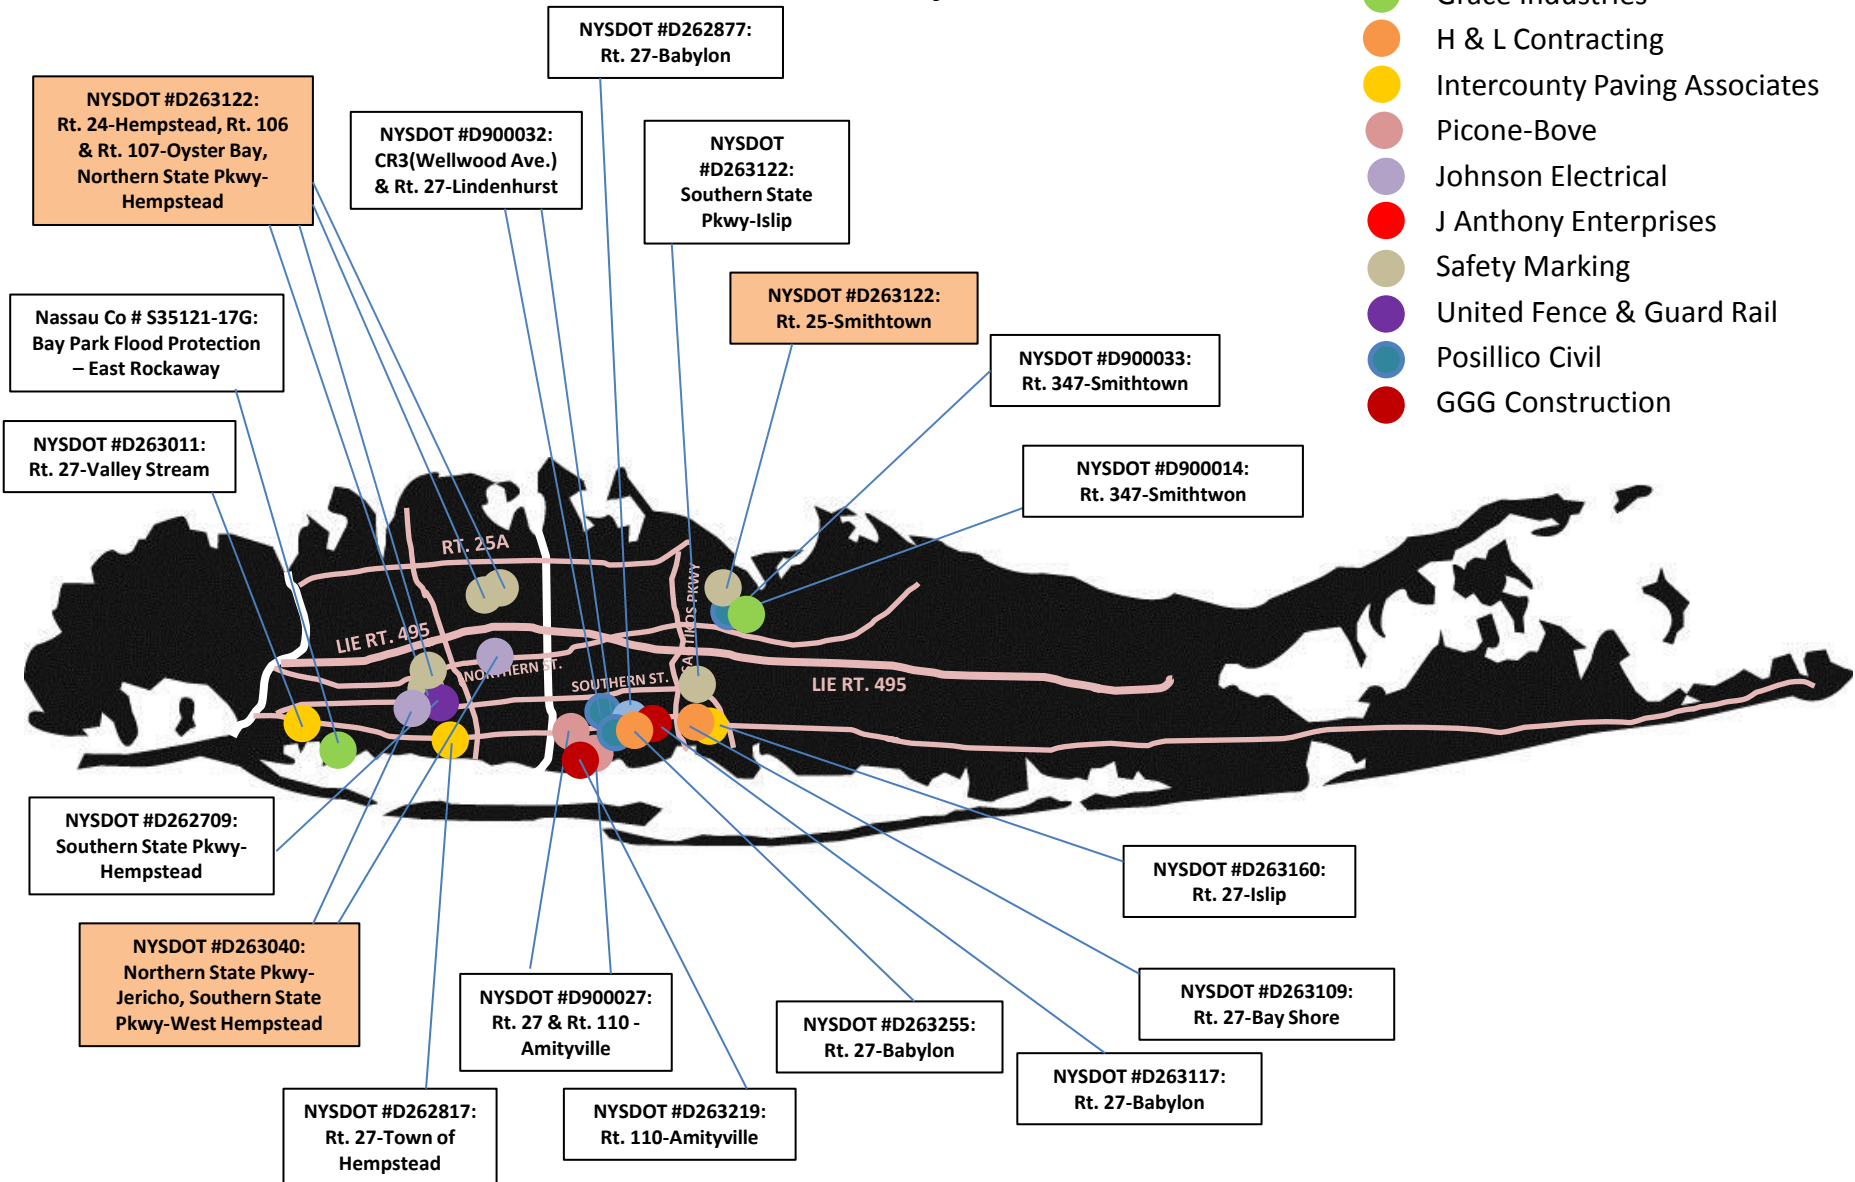 Grace Industries
H & L Contracting
Intercounty Paving Associates
Picone-Bove
Johnson Electrical
J Anthony Enterprises
Safety Marking
United Fence & Guard Rail
Posillico Civil
GGG Construction
NYSDOT #D262877:
Rt. 27-Babylon
NYSDOT #D263122:
Rt. 24-Hempstead, Rt. 106
& Rt. 107-Oyster Bay,
Northern State Pkwy-
Hempstead
NYSDOT #D900032:
CR3(Wellwood Ave.)
& Rt. 27-Lindenhurst
NYSDOT
#D263122:
Southern State
Pkwy-Islip
NYSDOT #D263122:
Rt. 25-Smithtown
Nassau Co # S35121-17G:
Bay Park Flood Protection
– East Rockaway
NYSDOT #D900033:
Rt. 347-Smithtown
NYSDOT #D263011:
Rt. 27-Valley Stream
NYSDOT #D900014:
Rt. 347-Smithtwon
RT. 25A
LIE RT. 495
NORTHERN ST.
SOUTHERN ST.
PKWY
LIE RT. 495
NYSDOT #D262709:
Southern State Pkwy-
Hempstead
NYSDOT #D263160:
Rt. 27-Islip
NYSDOT #D263040:
Northern State Pkwy-
Jericho, Southern State
Pkwy-West Hempstead
NYSDOT #D900027:
Rt. 27 & Rt. 110 -
Amityville
NYSDOT #D263255:
Rt. 27-Babylon
NYSDOT #D263109:
Rt. 27-Bay Shore
NYSDOT #D263117:
Rt. 27-Babylon
NYSDOT #D262817:
Rt. 27-Town of
Hempstead
NYSDOT #D263219:
Rt. 110-Amityville